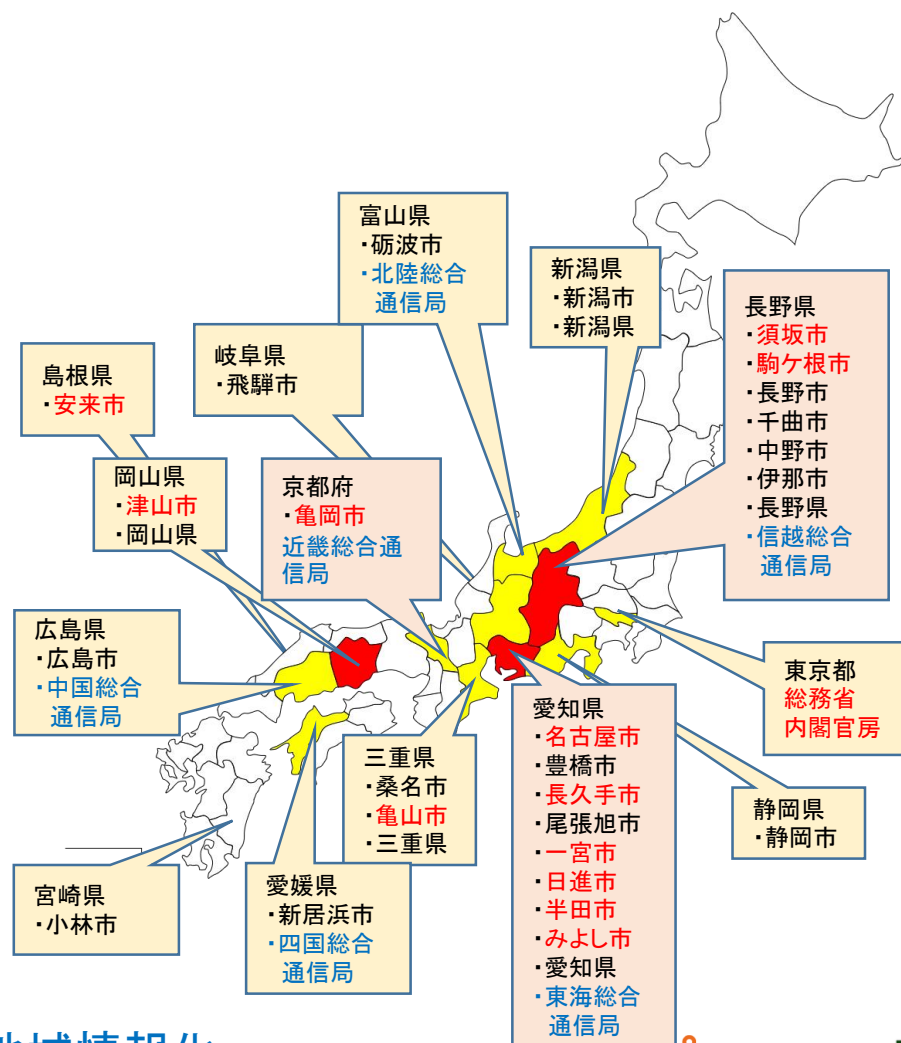 富山県
・砺波市
・北陸総合
通信局
新潟県
・新潟市
・新潟県
長野県
・須坂市
・駒ケ根市
・長野市
・千曲市
・中野市
・伊那市
・長野県
・信越総合
通信局
岐阜県
・飛騨市
島根県
・安来市
岡山県
・津山市
・岡山県
京都府
・亀岡市
近畿総合通
信局
広島県
・広島市
・中国総合
通信局
東京都
総務省
内閣官房
愛知県
・名古屋市
・豊橋市
・長久手市
・尾張旭市
・一宮市
・日進市
・半田市
・みよし市
・愛知県
・東海総合
通信局
三重県
・桑名市
・亀山市
・三重県
静岡県
・静岡市
宮崎県
・小林市
愛媛県
・新居浜市
・四国総合
通信局